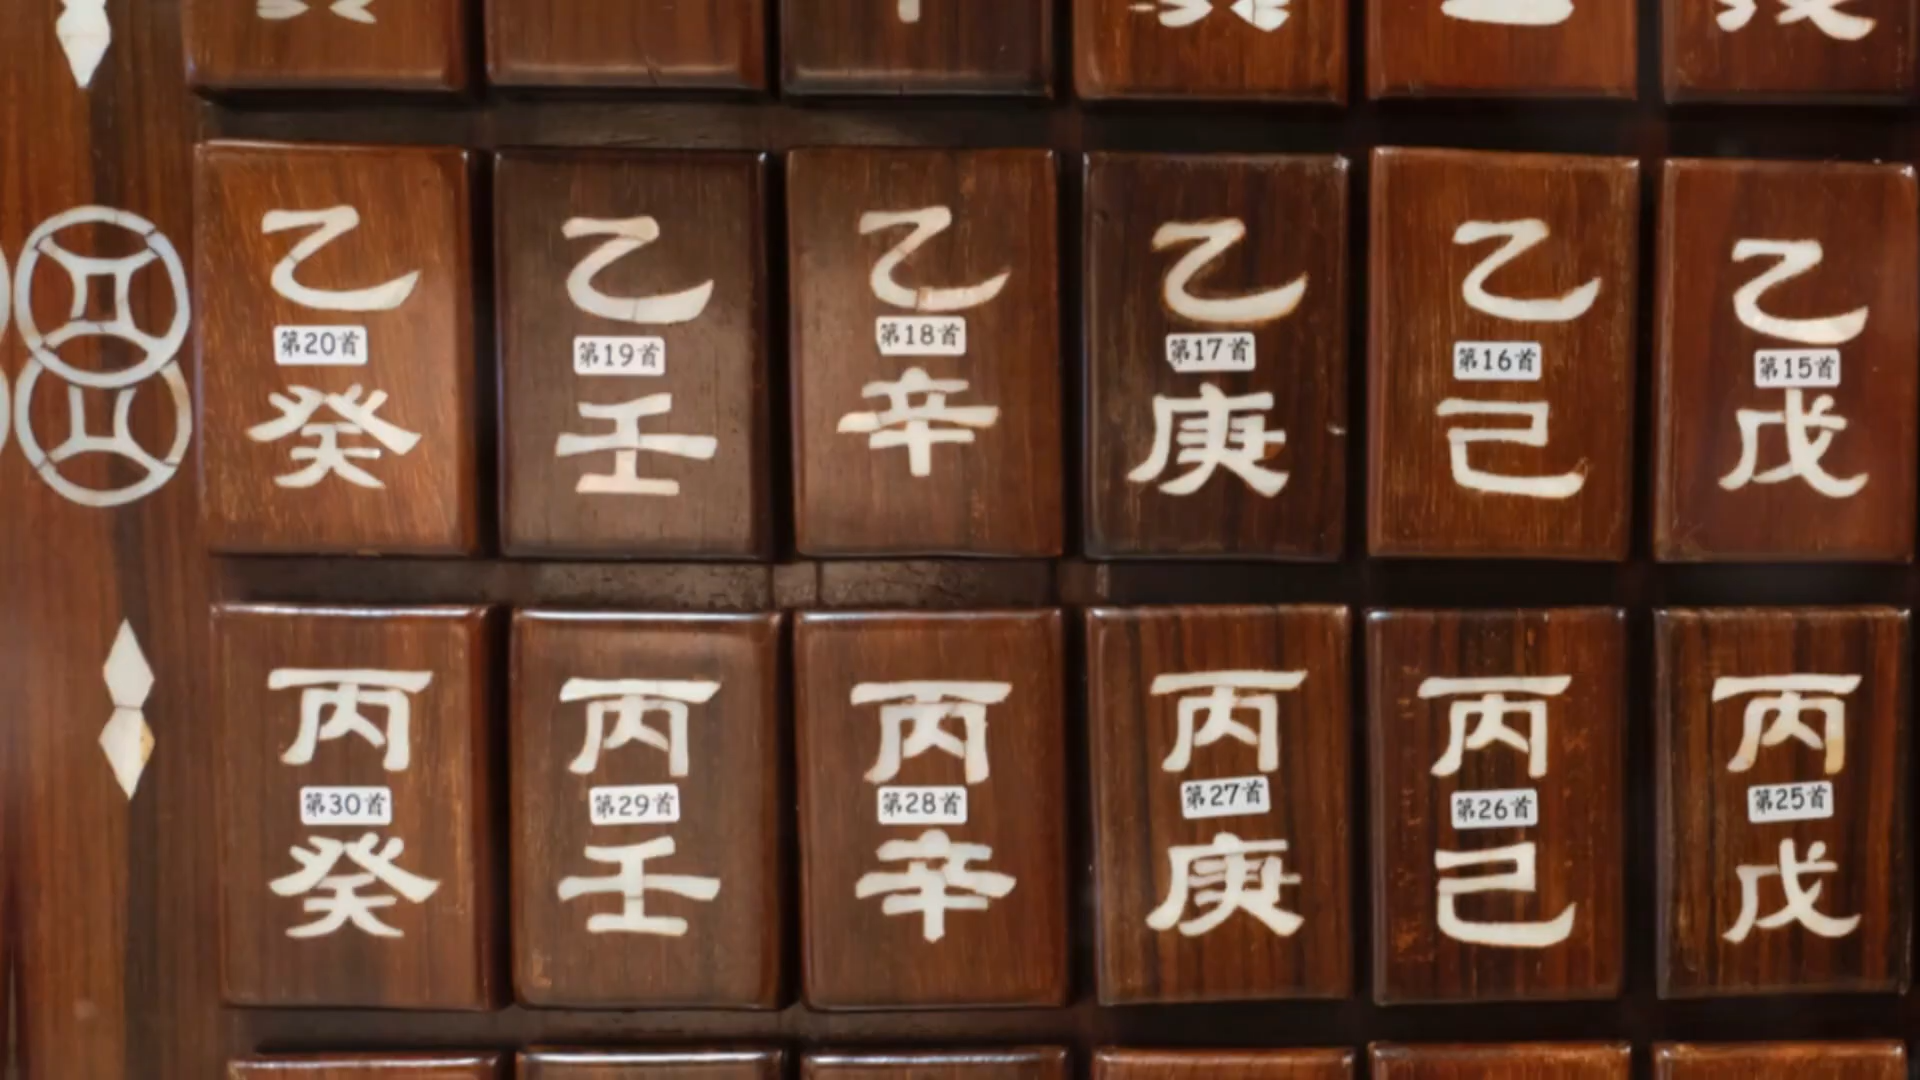 乙
第20首
癸
乙
第19首
壬
乙
第18首
辛
乙
第17首
庚
乙
第16首
己
乙
第15首
戊
丙
第30首
癸
丙
第29首
壬
丙
第28首
辛
丙
第27首
庚
丙
第26首
己
丙
第25首
戊